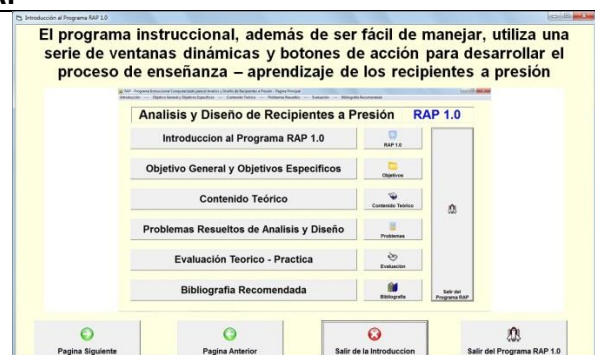 Introducción al Programa RAP 1.0
El programa instruccional, además de ser fácil de manejar, utiliza una
serie de ventanas dinámicas y botones de acción para desarrollar el
proceso de enseñanza – aprendizaje de los recipientes a presión
Analisis y Diseño de Recipientes a Presión RAP 1.0
Introduccion al Programa RAP 1.0
RAP 1.0
Objetivo General y Objetivos Especificos
Objetivos
Contenido Teórico
Contenido Teórico
Problemas Resueltos de Analisis y Diseño
Problemas
Evaluación Teorico - Practica
Evaluación
Bibliografia Recomendada
Bibliografia
Salir del
Programa RAP
Pagina Siguiente
Pagina Anterior
Salir de la Introduccion
Salir del Programa RAP 1.0